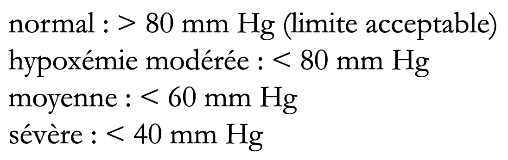 normal : > 80 mm Hg (limite acceptable)
hypoxémie modérée : < 80 mm Hg
moyenne : < 60 mm Hg
sévère : < 40 mm Hg